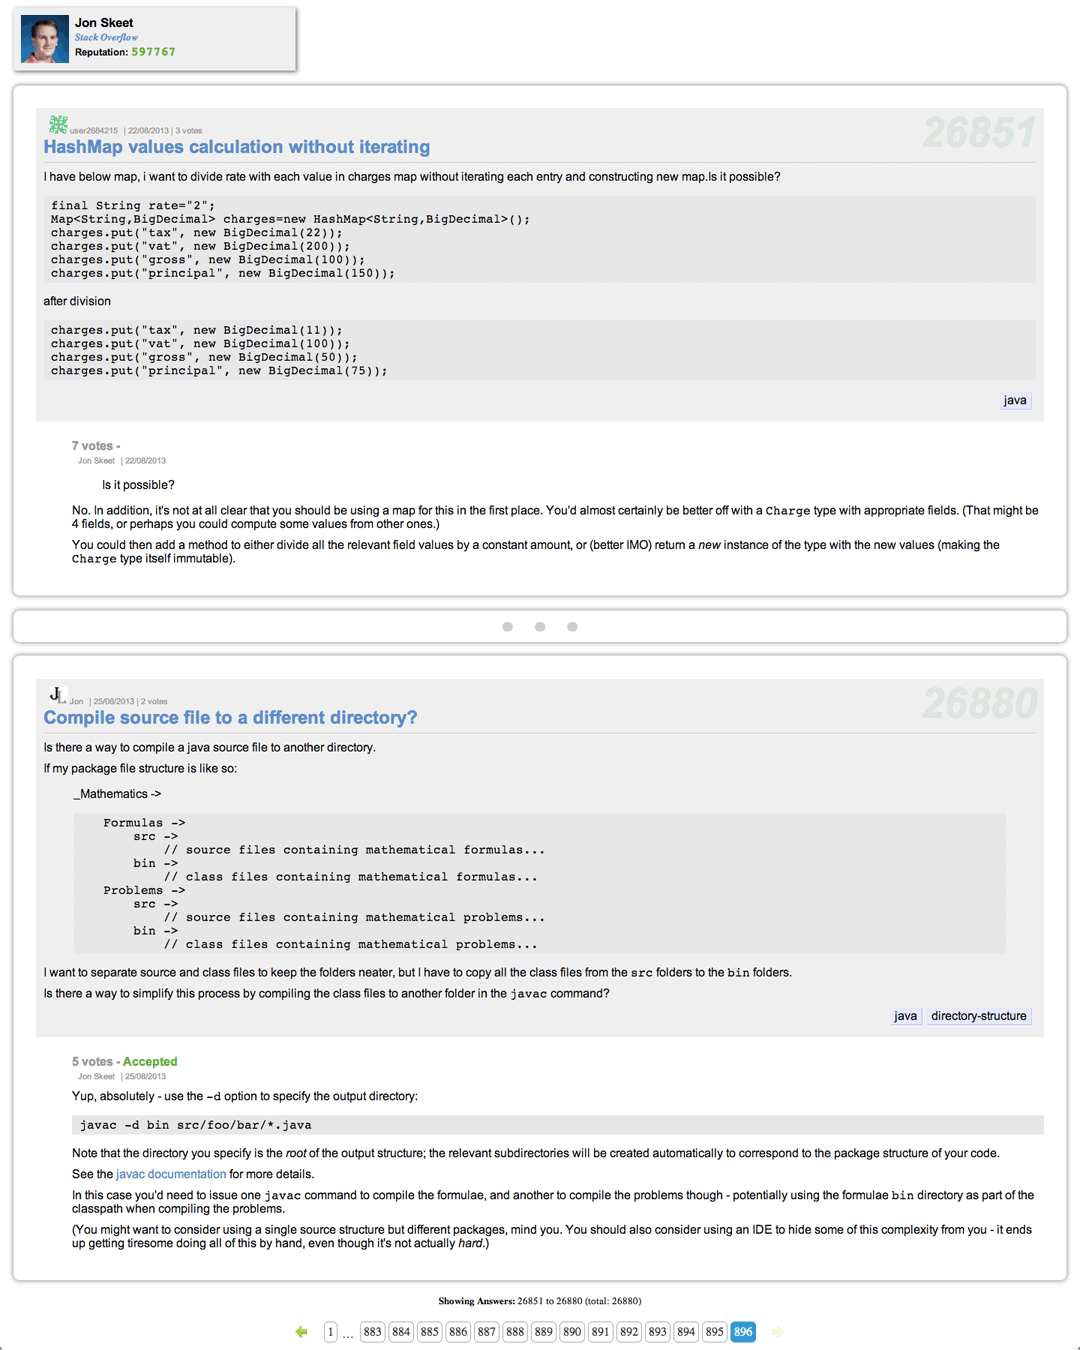 Jon Skeet
Stack Overflow
Reputation: 597767
user2684215 | 22/08/2013 | 3 votes
26851
HashMap values calculation without iterating
I have below map, i want to divide rate with each value in charges map without iterating each entry and constructing new map.Is it possible?
final String rate="2";
Map<String,BigDecimal> charges=new HashMap<String,BigDecimal>();
charges.put("tax", new BigDecimal(22));
charges.put("vat", new BigDecimal(200));
charges.put("gross", new BigDecimal(100));
charges.put("principal", new BigDecimal(150));
after division
charges.put("tax", new BigDecimal(11));
charges.put("vat", new BigDecimal(100));
charges.put("gross", new BigDecimal(50));
charges.put("principal", new BigDecimal(75));
java
7 votes -
Jon Skeet | 22/08/2013
Is it possible?
No. In addition, it's not at all clear that you should be using a map for this in the first place. You'd almost certainly be better off with a Charge type with appropriate fields. (That might be
4 fields, or perhaps you could compute some values from other ones.)
You could then add a method to either divide all the relevant field values by a constant amount, or (better IMO) return a new instance of the type with the new values (making the
Charge type itself immutable).
JL Jon | 25/08/2013 | 2 votes
26880
Compile source file to a different directory?
Is there a way to compile a java source file to another directory.
If my package file structure is like so:
_Mathematics ->
Formulas ->
src ->
// source files containing mathematical formulas...
bin ->
// class files containing mathematical formulas...
Problems ->
src ->
// source files containing mathematical problems...
bin ->
// class files containing mathematical problems...
I want to separate source and class files to keep the folders neater, but I have to copy all the class files from the src folders to the bin folders.
Is there a way to simplify this process by compiling the class files to another folder in the javac command?
java directory-structure
5 votes - Accepted
Jon Skeet | 25/08/2013
Yup, absolutely - use the -d option to specify the output directory:
javac -d bin src/foo/bar/*.java
Note that the directory you specify is the root of the output structure; the relevant subdirectories will be created automatically to correspond to the package structure of your code.
See the javac documentation for more details.
In this case you'd need to issue one javac command to compile the formulae, and another to compile the problems though - potentially using the formulae bin directory as part of the
classpath when compiling the problems.
(You might want to consider using a single source structure but different packages, mind you. You should also consider using an IDE to hide some of this complexity from you - it ends
up getting tiresome doing all of this by hand, even though it's not actually hard.)
Showing Answers: 26851 to 26880 (total: 26880)
1 ... 883 884 885 886 887 888 889 890 891 892 893 894 895 896